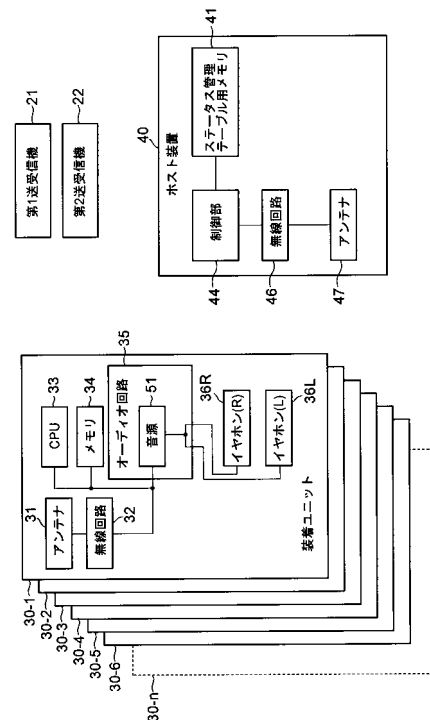 第1送受信機
21
第2送受信機
22
40
ホスト装置
ステータス管理
テーブル用メモリ
41
制御部
44
無線回路
46
アンテナ
47
30-1
30-2
30-3
30-4
30-5
30-6
30-n
31
アンテナ
無線回路
32
CPU
33
メモリ
34
オーディオ回路
35
音源
51
36R
イヤホン(R)
イヤホン(L)
36L
装着ユニット